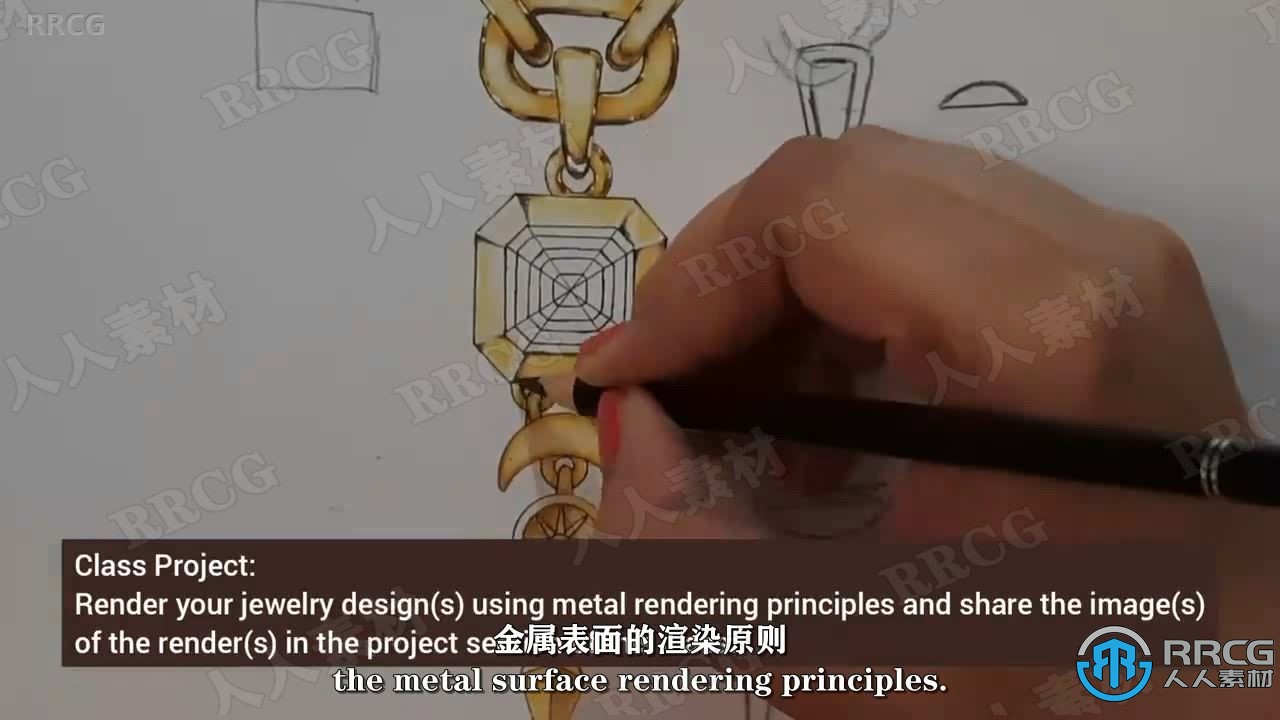 RRCG
Class Project:
Render your jewelry design(s) using metal rendering principles and share the image(s)
of the render(s) in the project
金属表面的渲染原则
the metal surface rendering principles.
RRCG
人人素材